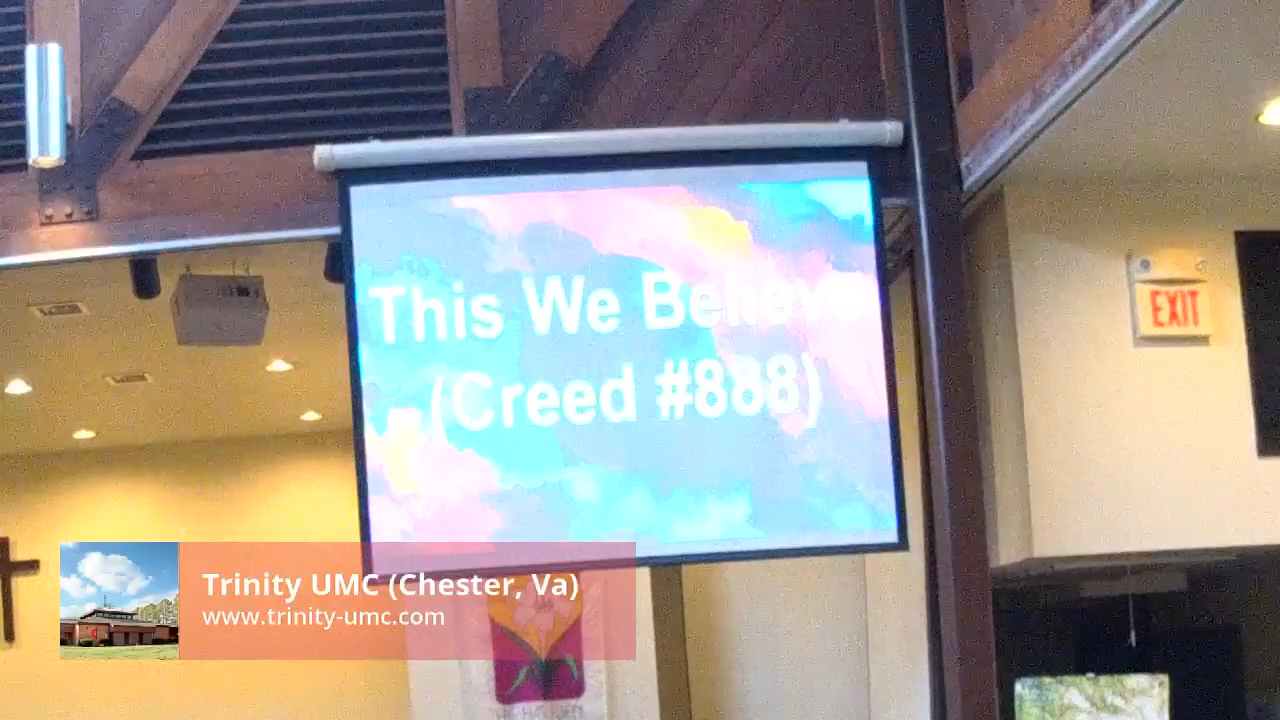 This We Believe
(Creed #888)
EXIT
Trinity UMC (Chester, Va)
www.trinity-umc.com